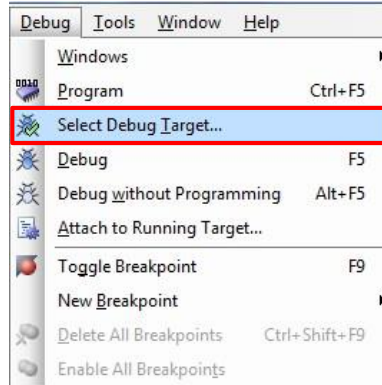 Debug Tools Window Help
Windows
Program Ctrl+F5
Select Debug Target...
Debug F5
Debug without Programming Alt+F5
Attach to Running Target...
Toggle Breakpoint F9
New Breakpoint
Delete All Breakpoints Ctrl+Shift+F9
Enable All Breakpoints